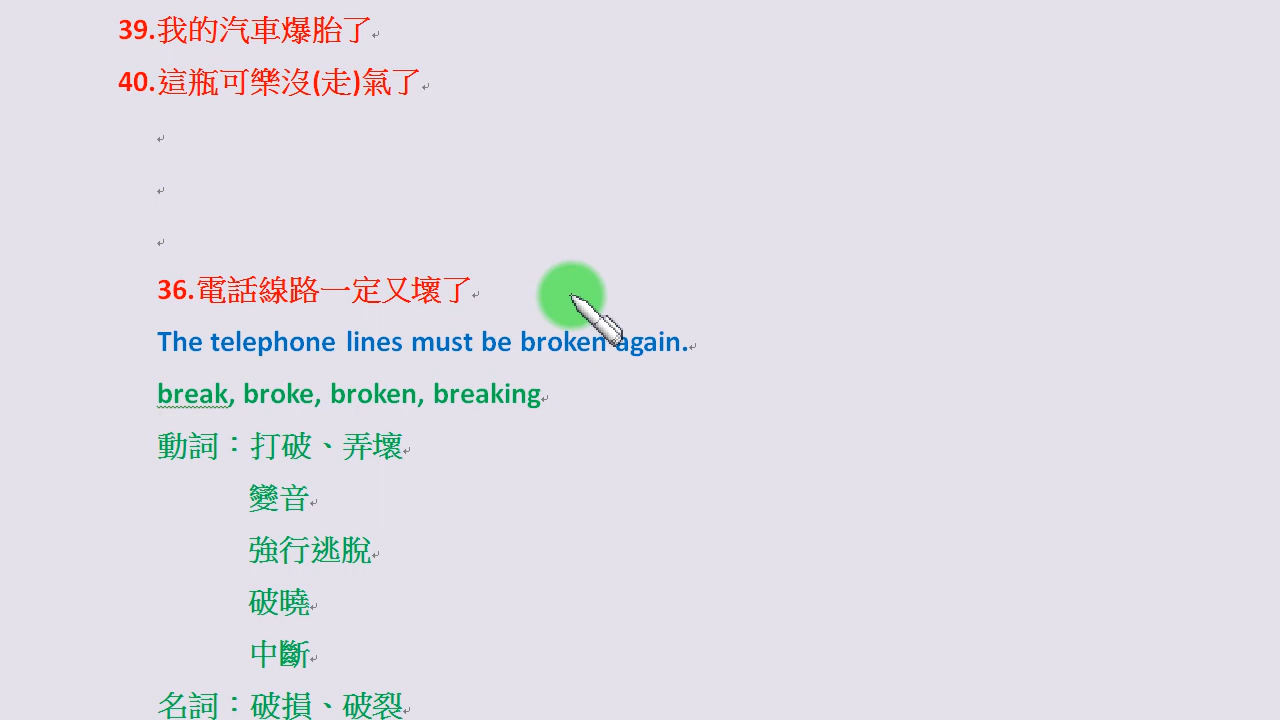 39.我的汽車爆胎了
40.這瓶可樂沒(走)氣了
36.電話線路一定又壞了
The telephone lines must be broken again.
break, broke, broken, breaking
動詞：打破、弄壞
變音
強行逃脫
破曉
中斷
名詞：破損、破裂